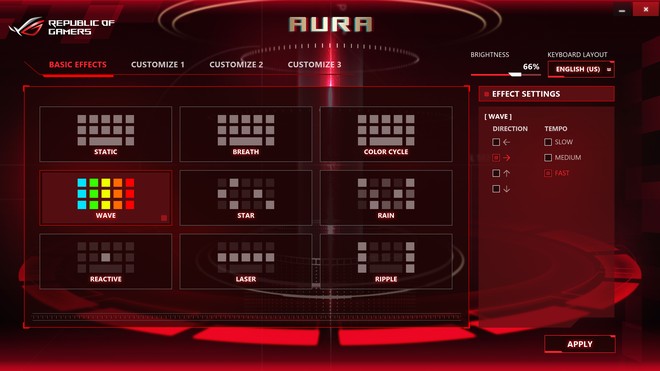 REPUBLIC OF
GAMERS
AURA
BASIC EFFECTS
CUSTOMIZE 1
CUSTOMIZE 2
CUSTOMIZE 3
BRIGHTNESS
66%
KEYBOARD LAYOUT
ENGLISH (US)
STATIC
BREATH
COLOR CYCLE
WAVE
STAR
RAIN
REACTIVE
LASER
RIPPLE
EFFECT SETTINGS
[ WAVE ]
DIRECTION
TEMPO
SLOW
MEDIUM
FAST
APPLY